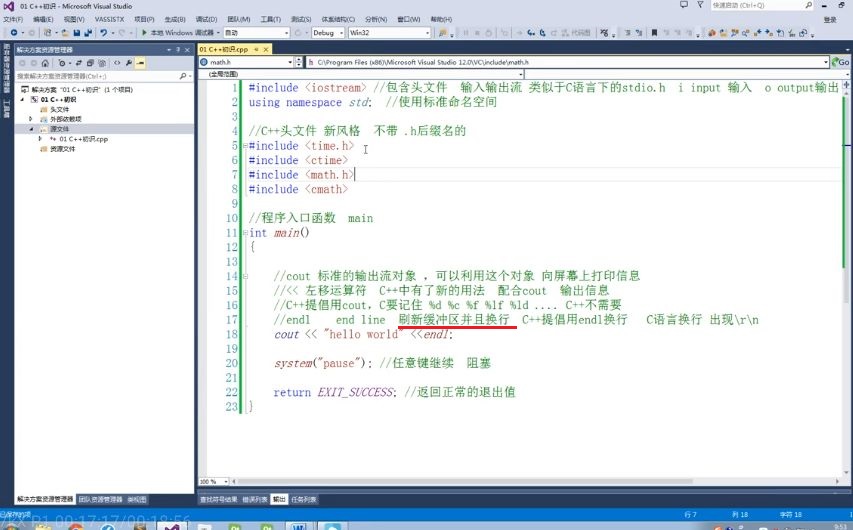 01 C++初识 - Microsoft Visual Studio
快速启动 (Ctrl+Q)
文件(F) 编辑(E) 视图(V) VASSISTX 项目(P) 生成(B) 调试(D) 团队(M) 工具(T) 测试(S) 体系结构(C) 分析(N) 窗口(W) 帮助(H)
登录
本地 Windows 调试器 自动 Debug Win32
解决方案资源管理器
搜索解决方案资源管理器(Ctrl+;)
解决方案“01 C++初识”(1 个项目)
01 C++初识
头文件
外部依赖项
源文件
01 C++初识.cpp
资源文件
01 C++初识.cpp
math.h
C:\Program Files (x86)\Microsoft Visual Studio 12.0\VC\include\math.h
Go
(全局范围)
1 #include <iostream> //包含头文件 输入输出流 类似于C语言下的stdio.h i input 输入 o output输出
2 using namespace std; //使用标准命名空间
3
4 //C++头文件 新风格 不带 .h后缀名的
5 #include <time.h>
6 #include <ctime>
7 #include <math.h>
8 #include <cmath>
9
10 //程序入口函数 main
11 int main()
12 {
13
14 //cout 标准的输出流对象 ，可以利用这个对象 向屏幕上打印信息
15 //<< 左移运算符 C++中有了新的用法 配合cout 输出信息
16 //C++提倡用cout，C要记住 %d %c %f %lf %ld .... C++不需要
17 //endl end line 刷新缓冲区并且换行 C++提倡用endl换行 C语言换行 出现\r\n
18 cout << "hello world" <<endl;
19
20 system("pause"); //任意键继续 阻塞
21
22 return EXIT_SUCCESS; //返回正常的退出值
23 }
100 %
解决方案资源管理器 团队资源管理器 类视图
查找符号结果 错误列表 输出 任务列表
行 7 列 18 字符 18
P1 00:17:17/00:18:56
9:53